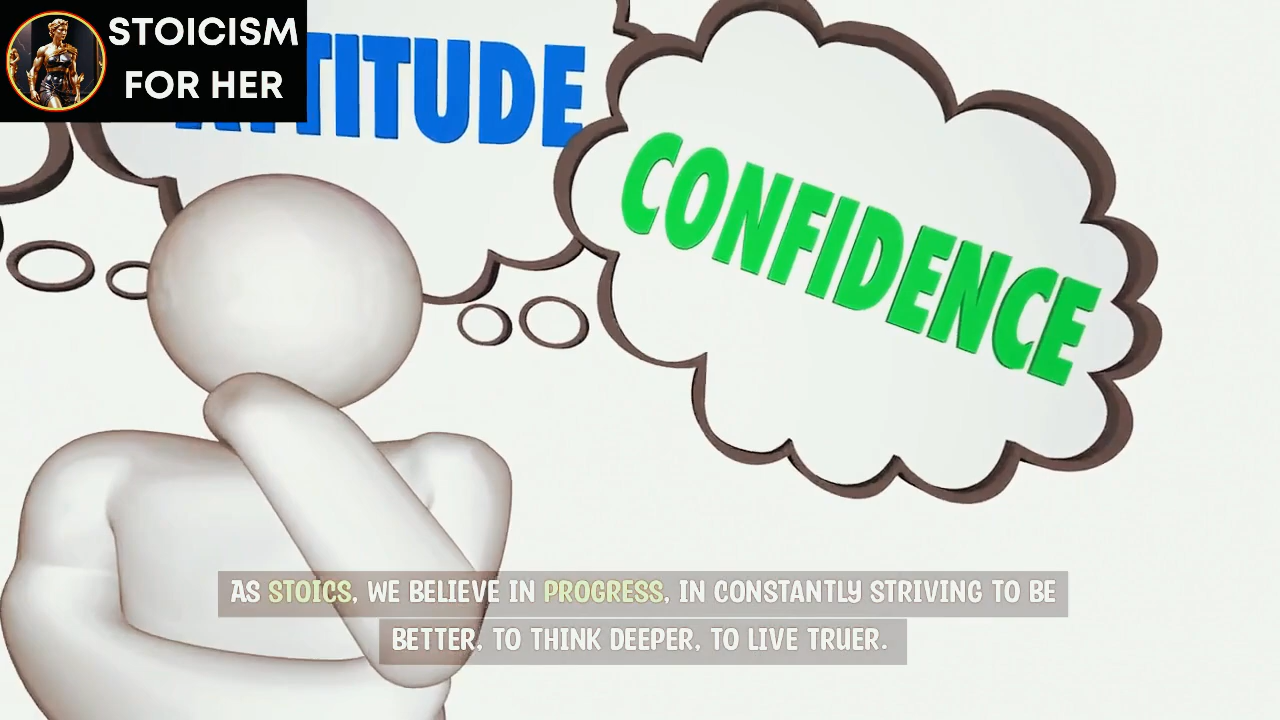 STOICISM
FOR HER
ATTITUDE
CONFIDENCE
AS STOICS, WE BELIEVE IN PROGRESS, IN CONSTANTLY STRIVING TO BE
BETTER, TO THINK DEEPER, TO LIVE TRUER.